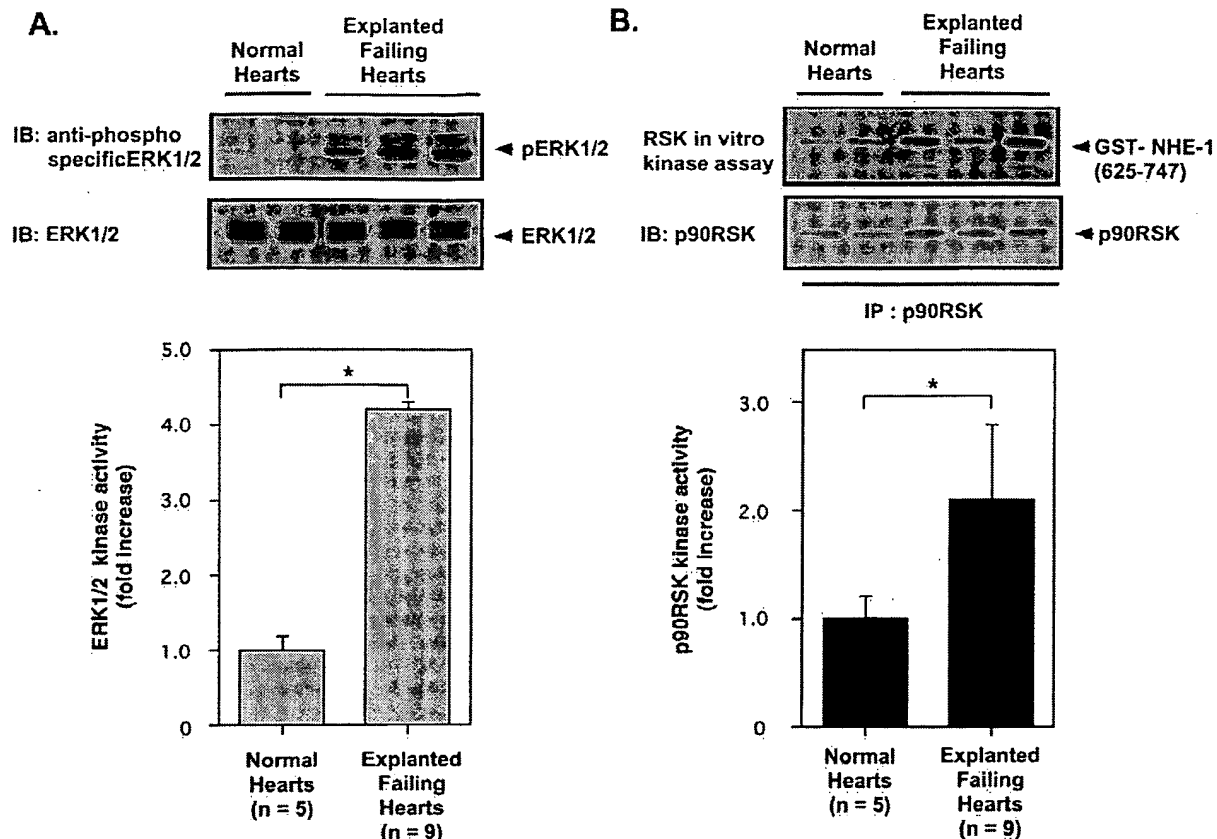 A.
Normal
Hearts
Explanted
Failing
Hearts
IB: anti-phospho
specificERK1/2
pERK1/2
IB: ERK1/2
ERK1/2
ERK1/2 kinase activity
(fold increase)
5.0
4.0
3.0
2.0
1.0
0
*
Normal
Hearts
(n = 5)
Explanted
Failing
Hearts
(n = 9)
B.
Normal
Hearts
Explanted
Failing
Hearts
RSK in vitro
kinase assay
GST- NHE-1
(625-747)
IB: p90RSK
p90RSK
IP : p90RSK
p90RSK kinase activity
(fold increase)
3.0
2.0
1.0
0
*
Normal
Hearts
(n = 5)
Explanted
Failing
Hearts
(n = 9)